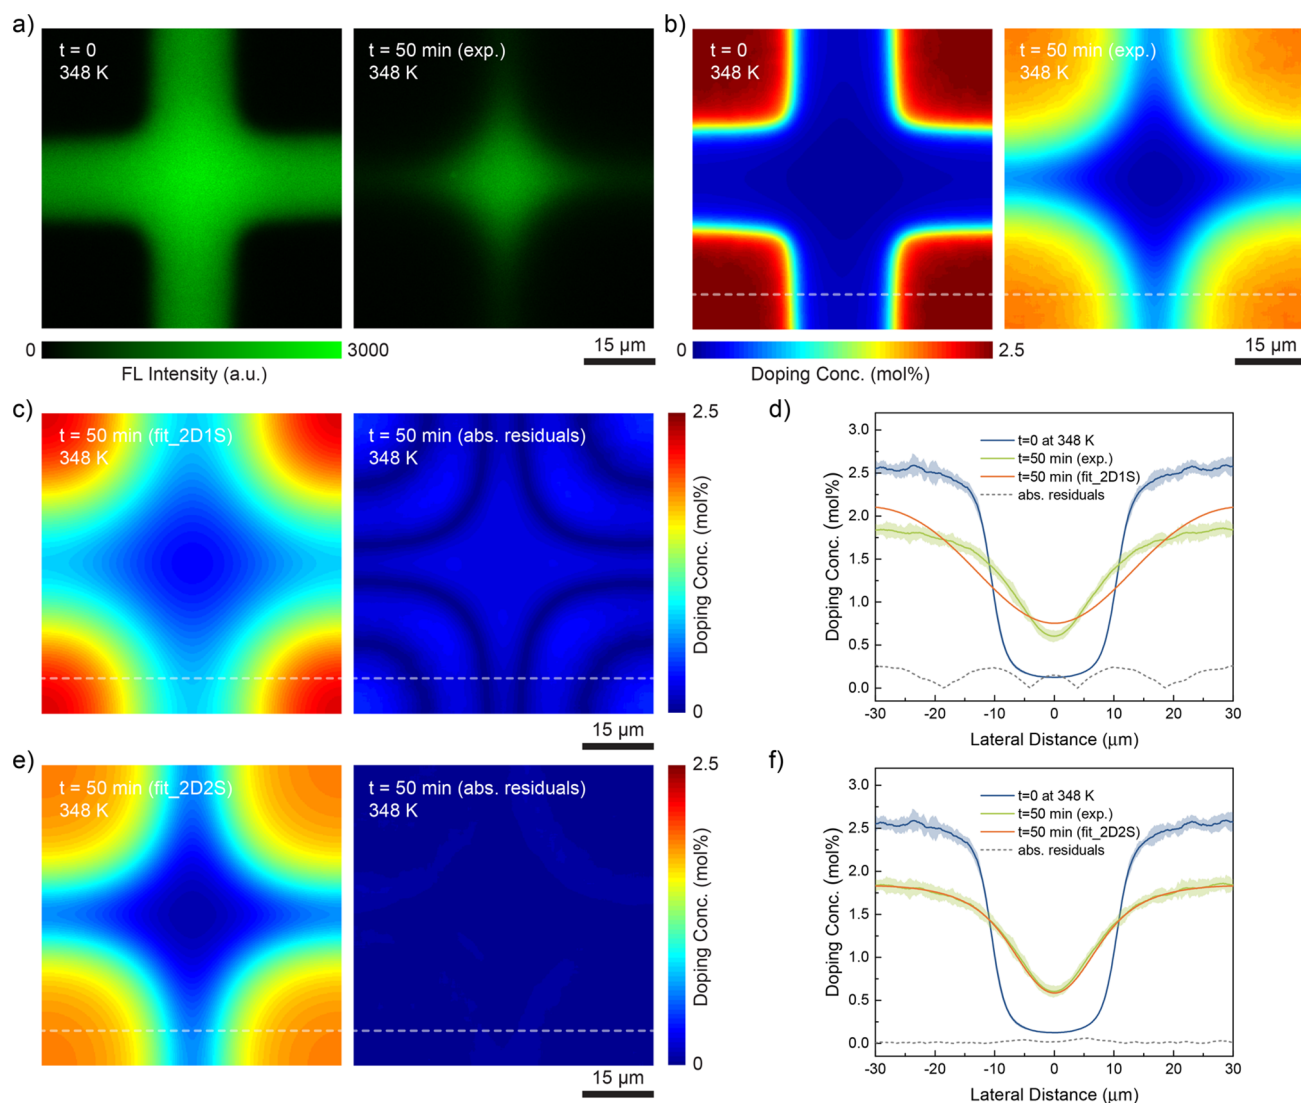 a)
t = 0
348 K
t = 50 min (exp.)
348 K
0
3000
FL Intensity (a.u.)
15 µm
b)
t = 0
348 K
t = 50 min (exp.)
348 K
0
2.5
Doping Conc. (mol%)
15 µm
c)
t = 50 min (fit_2D1S)
348 K
t = 50 min (abs. residuals)
348 K
2.5
Doping Conc. (mol%)
0
15 µm
d)
t=0 at 348 K
t=50 min (exp.)
t=50 min (fit_2D1S)
abs. residuals
3.0
2.5
2.0
1.5
1.0
0.5
0.0
Doping Conc. (mol%)
-30
-20
-10
0
10
20
30
Lateral Distance (µm)
e)
t = 50 min (fit_2D2S)
348 K
t = 50 min (abs. residuals)
348 K
2.5
Doping Conc. (mol%)
0
15 µm
f)
t=0 at 348 K
t=50 min (exp.)
t=50 min (fit_2D2S)
abs. residuals
3.0
2.5
2.0
1.5
1.0
0.5
0.0
Doping Conc. (mol%)
-30
-20
-10
0
10
20
30
Lateral Distance (µm)